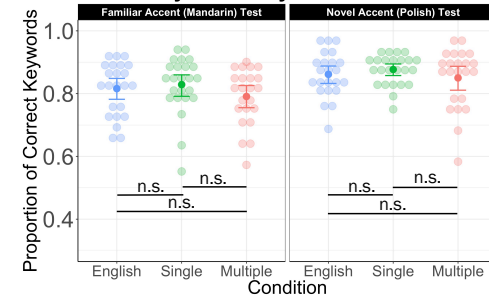 Familiar Accent (Mandarin) Test
Novel Accent (Polish) Test
Proportion of Correct Keywords
1.0
0.8
0.6
0.4
n.s.
n.s.
n.s.
n.s.
n.s.
n.s.
English Single Multiple
English Single Multiple
Condition